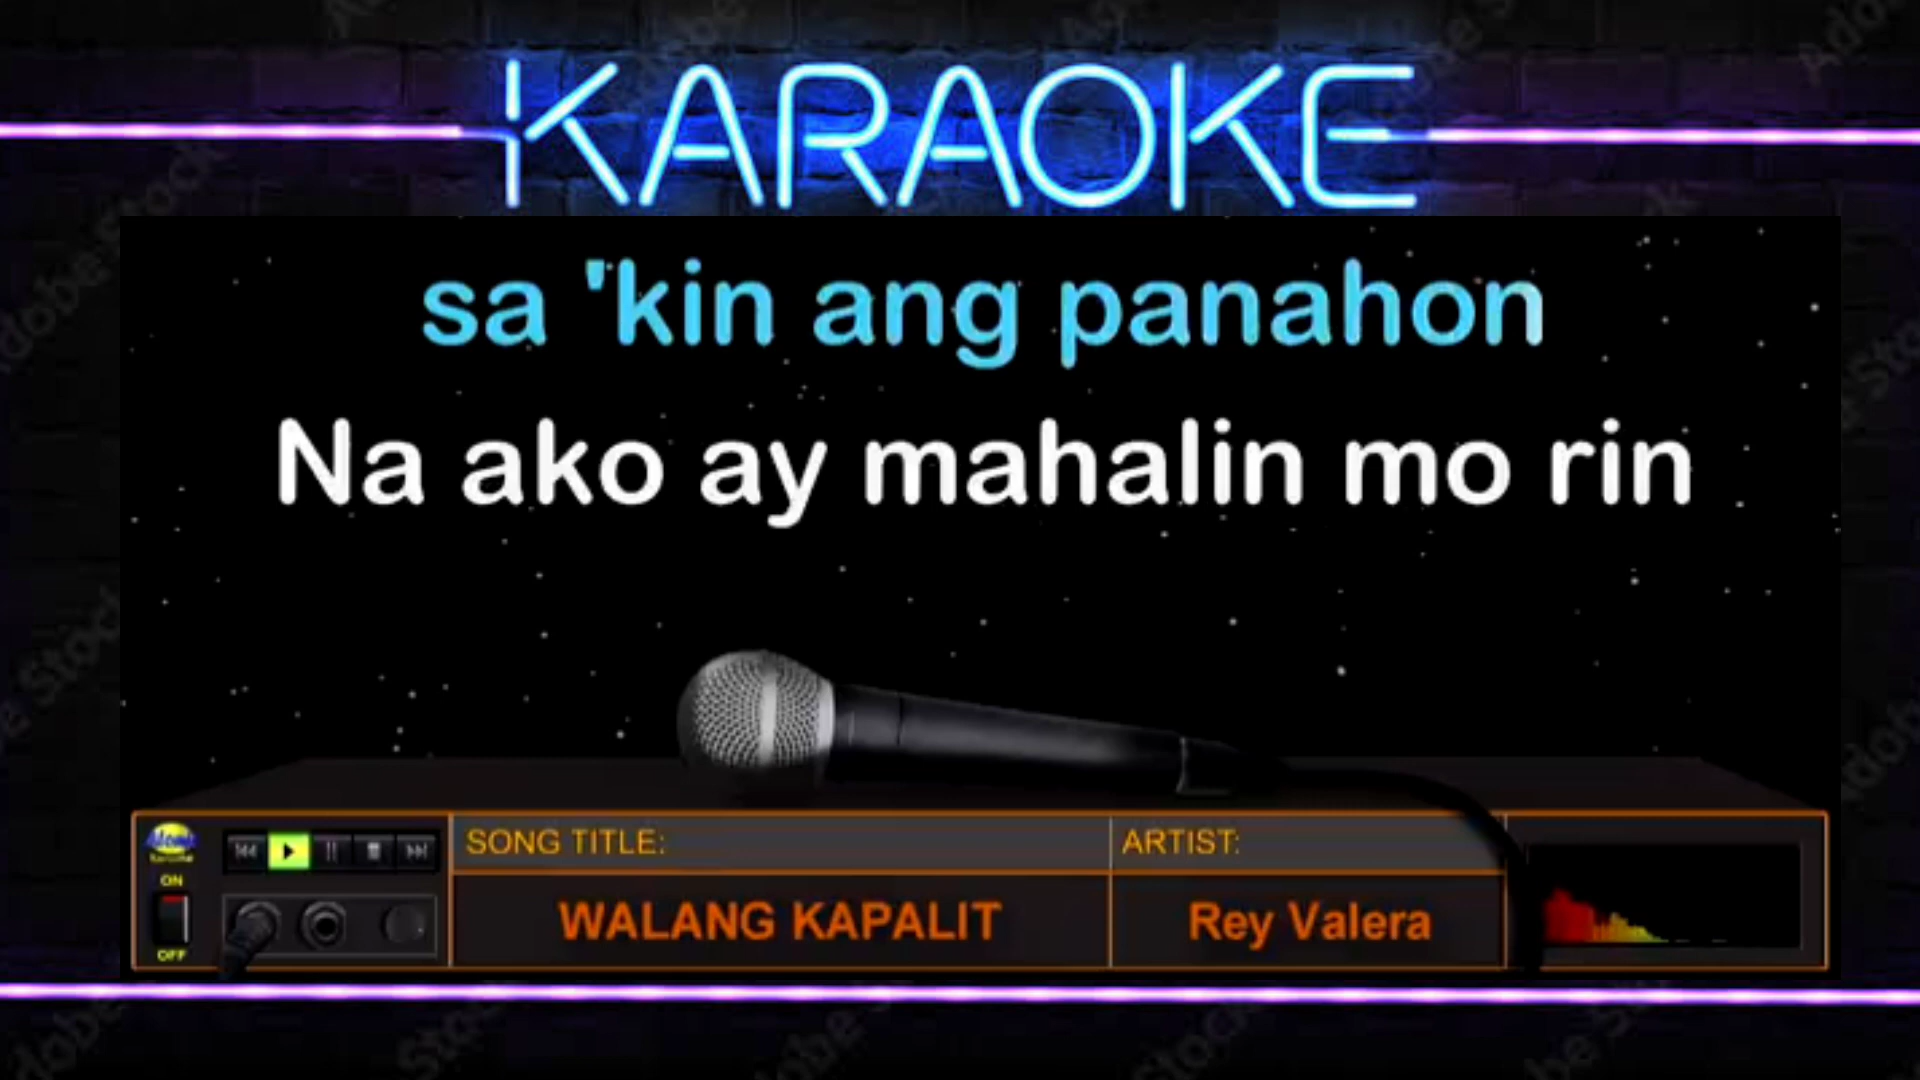 KARAOKE
sa 'kin ang panahon
Na ako ay mahalin mo rin
SONG TITLE:
ARTIST:
ON
WALANG KAPALIT
Rey Valera
OFF